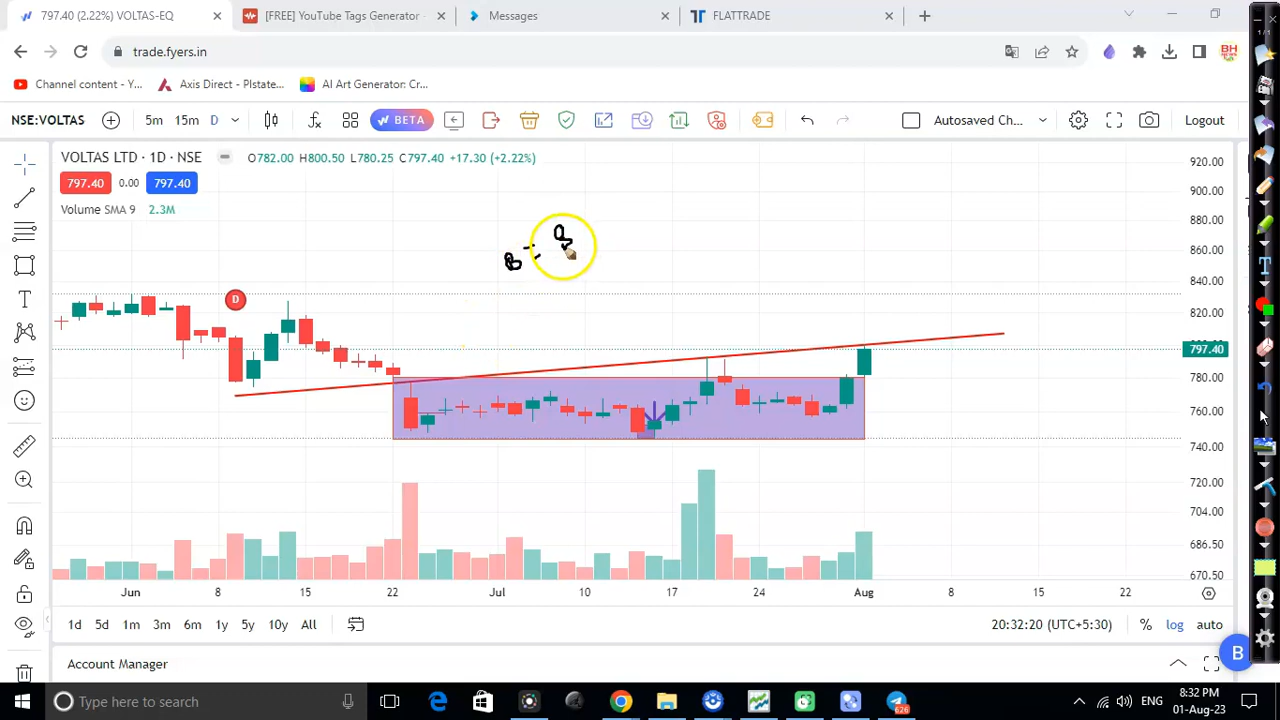 797.40 (2.22%) VOLTAS-EQ
[FREE] YouTube Tags Generator -
Messages
FLATTRADE
1/1
trade.fyers.in
BH
Channel content - Y...
Axis Direct - PIstate...
AI Art Generator: Cr...
NSE:VOLTAS
5m
15m
D
BETA
Autosaved Ch...
Logout
VOLTAS LTD · 1D · NSE
O782.00 H800.50 L780.25 C797.40 +17.30 (+2.22%)
797.40
0.00
797.40
Volume SMA 9 2.3M
D
920.00
900.00
880.00
860.00
840.00
820.00
797.40
780.00
760.00
740.00
720.00
704.00
686.50
670.50
Jun
8
15
22
Jul
10
17
24
Aug
8
15
22
1d
5d
1m
3m
6m
1y
5y
10y
All
20:32:20 (UTC+5:30)
%
log
auto
Account Manager
B
Type here to search
626
ENG
8:32 PM
01-Aug-23